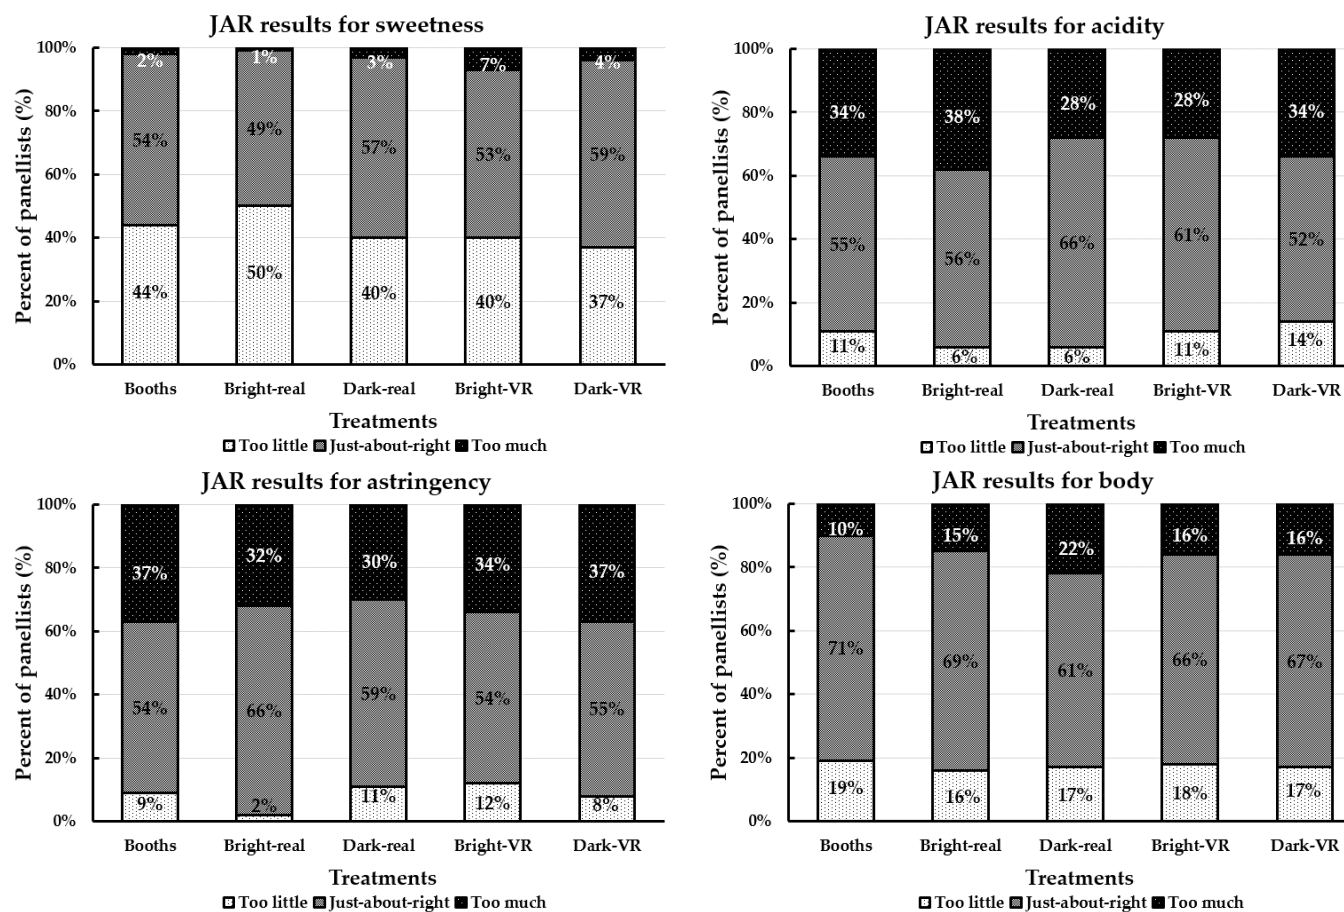 JAR results for sweetness
Percent of panellists (%)
100%
80%
60%
40%
20%
0%
2% 1% 3% 7% 4%
54% 49% 57% 53% 59%
44% 50% 40% 40% 37%
Booths Bright-real Dark-real Bright-VR Dark-VR
Treatments
Too little Just-about-right Too much
JAR results for acidity
Percent of panellists (%)
100%
80%
60%
40%
20%
0%
34% 38% 28% 28% 34%
55% 56% 66% 61% 52%
11% 6% 6% 11% 14%
Booths Bright-real Dark-real Bright-VR Dark-VR
Treatments
Too little Just-about-right Too much
JAR results for astringency
Percent of panellists (%)
100%
80%
60%
40%
20%
0%
37% 32% 30% 34% 37%
54% 66% 59% 54% 55%
9% 2% 11% 12% 8%
Booths Bright-real Dark-real Bright-VR Dark-VR
Treatments
Too little Just-about-right Too much
JAR results for body
Percent of panellists (%)
100%
80%
60%
40%
20%
0%
10% 15% 22% 16% 16%
71% 69% 61% 66% 67%
19% 16% 17% 18% 17%
Booths Bright-real Dark-real Bright-VR Dark-VR
Treatments
Too little Just-about-right Too much